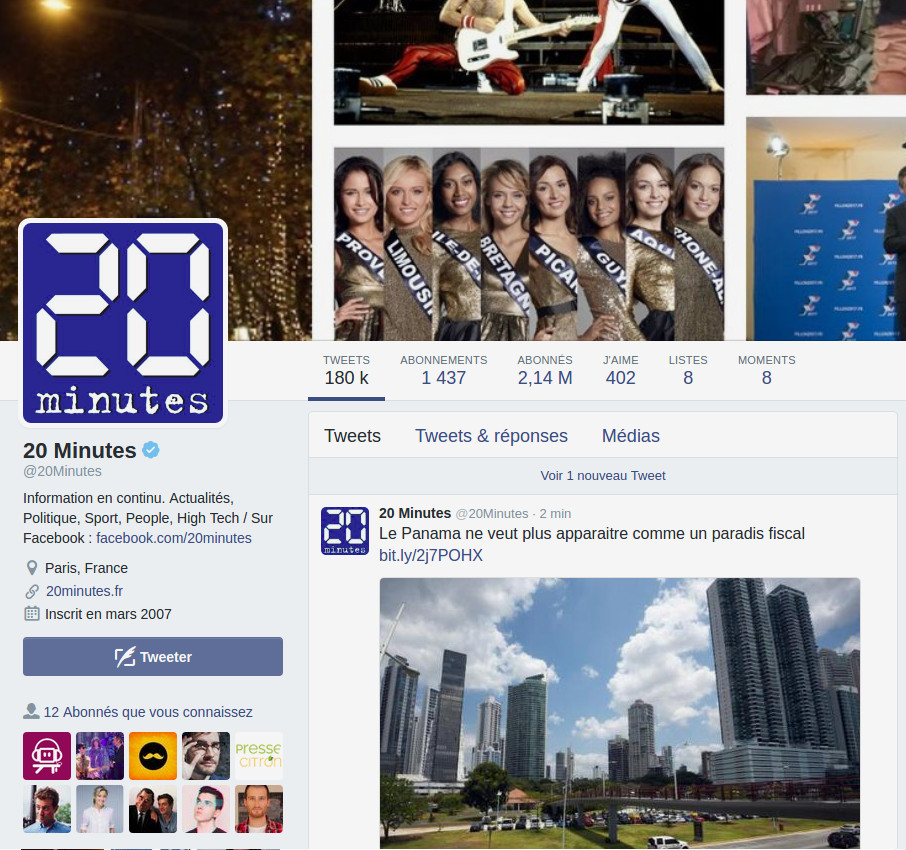 PROVE
LIMOUSIN
ILE-DE-
BRETAGN
PICA
GUY
AQU
RHONE-AL
20
minutes
TWEETS
180 k
ABONNEMENTS
1 437
ABONNÉS
2,14 M
J'AIME
402
LISTES
8
MOMENTS
8
20 Minutes
@20Minutes
Information en continu. Actualités,
Politique, Sport, People, High Tech / Sur
Facebook : facebook.com/20minutes
Paris, France
20minutes.fr
Inscrit en mars 2007
Tweeter
12 Abonnés que vous connaissez
PRESSE
CITRON
Tweets
Tweets & réponses
Médias
Voir 1 nouveau Tweet
20
minutes
20 Minutes @20Minutes · 2 min
Le Panama ne veut plus apparaitre comme un paradis fiscal
bit.ly/2j7POHX